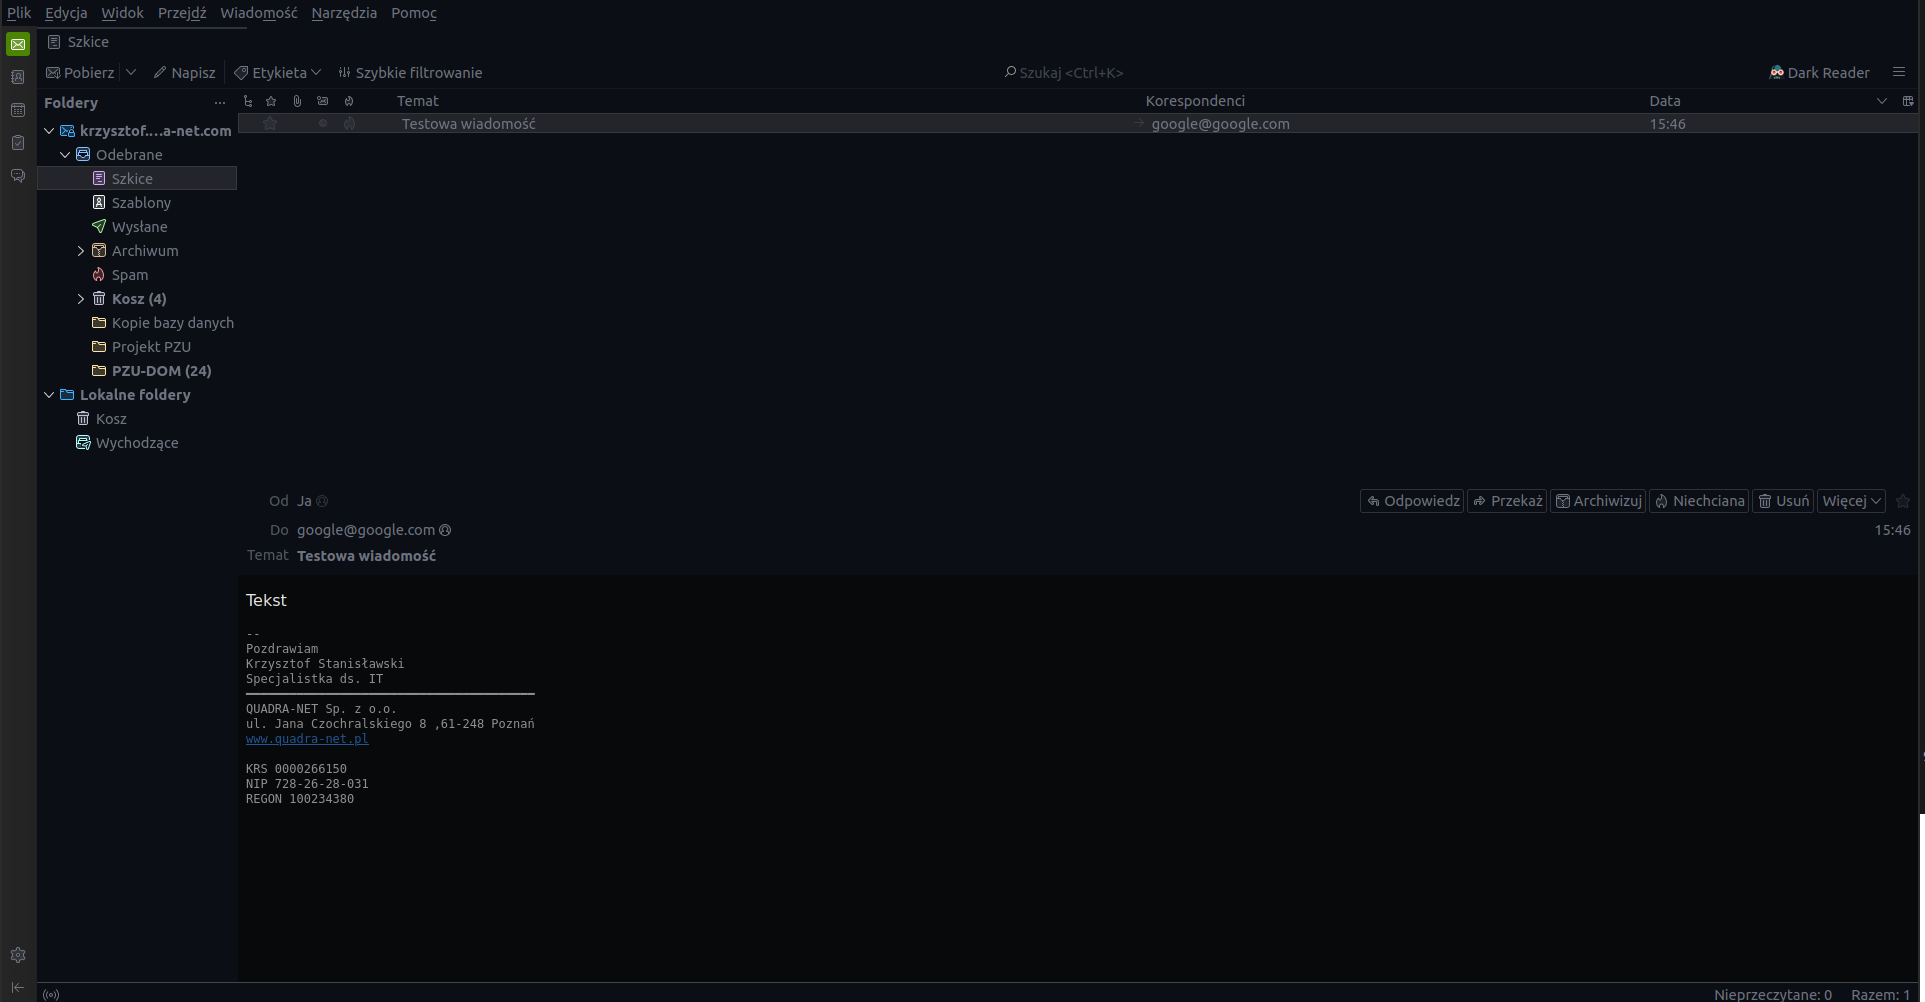 Plik Edycja Widok Przejdź Wiadomość Narzędzia Pomoc
Szkice
Pobierz Napisz Etykieta Szybkie filtrowanie Szukaj <Ctrl+K> Dark Reader
Foldery ... Temat Korespondenci Data
krzysztof....a-net.com
Testowa wiadomość google@google.com 15:46
Odebrane
Szkice
Szablony
Wysłane
Archiwum
Spam
Kosz (4)
Kopie bazy danych
Projekt PZU
PZU-DOM (24)
Lokalne foldery
Kosz
Wychodzące
Od Ja Odpowiedz Przekaż Archiwizuj Niechciana Usuń Więcej
Do google@google.com 15:46
Temat Testowa wiadomość
Tekst
--
Pozdrawiam
Krzysztof Stanisławski
Specjalistka ds. IT
QUADRA-NET Sp. z o.o.
ul. Jana Czochralskiego 8 ,61-248 Poznań
www.quadra-net.pl
KRS 0000266150
NIP 728-26-28-031
REGON 100234380
Nieprzeczytane: 0 Razem: 1